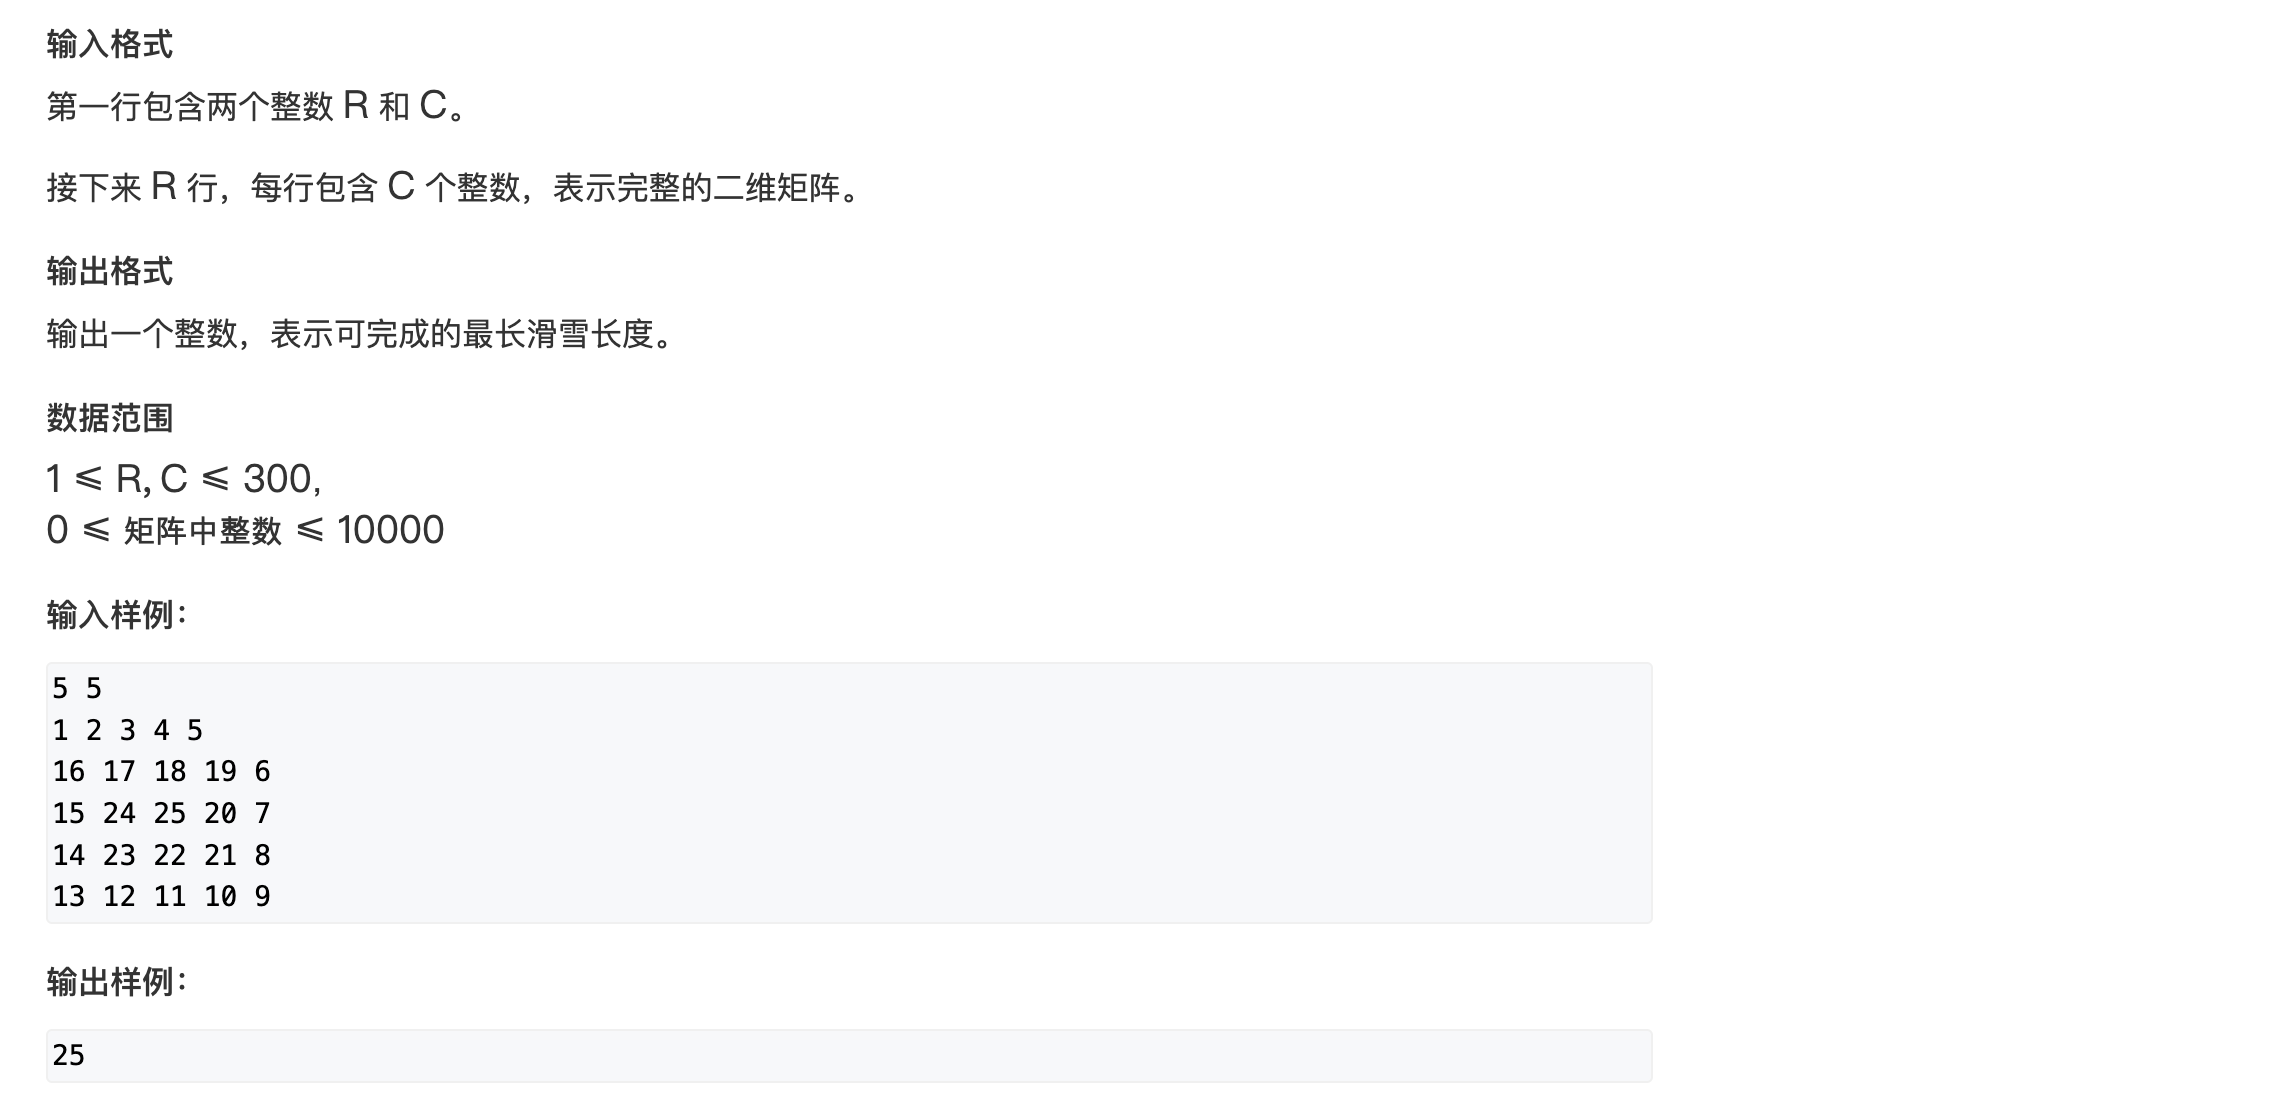 输入格式
第一行包含两个整数 R 和 C。
接下来 R 行，每行包含 C 个整数，表示完整的二维矩阵。
输出格式
输出一个整数，表示可完成的最长滑雪长度。
数据范围
1 ⩽ R, C ⩽ 300,
0 ⩽ 矩阵中整数 ⩽ 10000
输入样例：
5 5
1 2 3 4 5
16 17 18 19 6
15 24 25 20 7
14 23 22 21 8
13 12 11 10 9
输出样例：
25